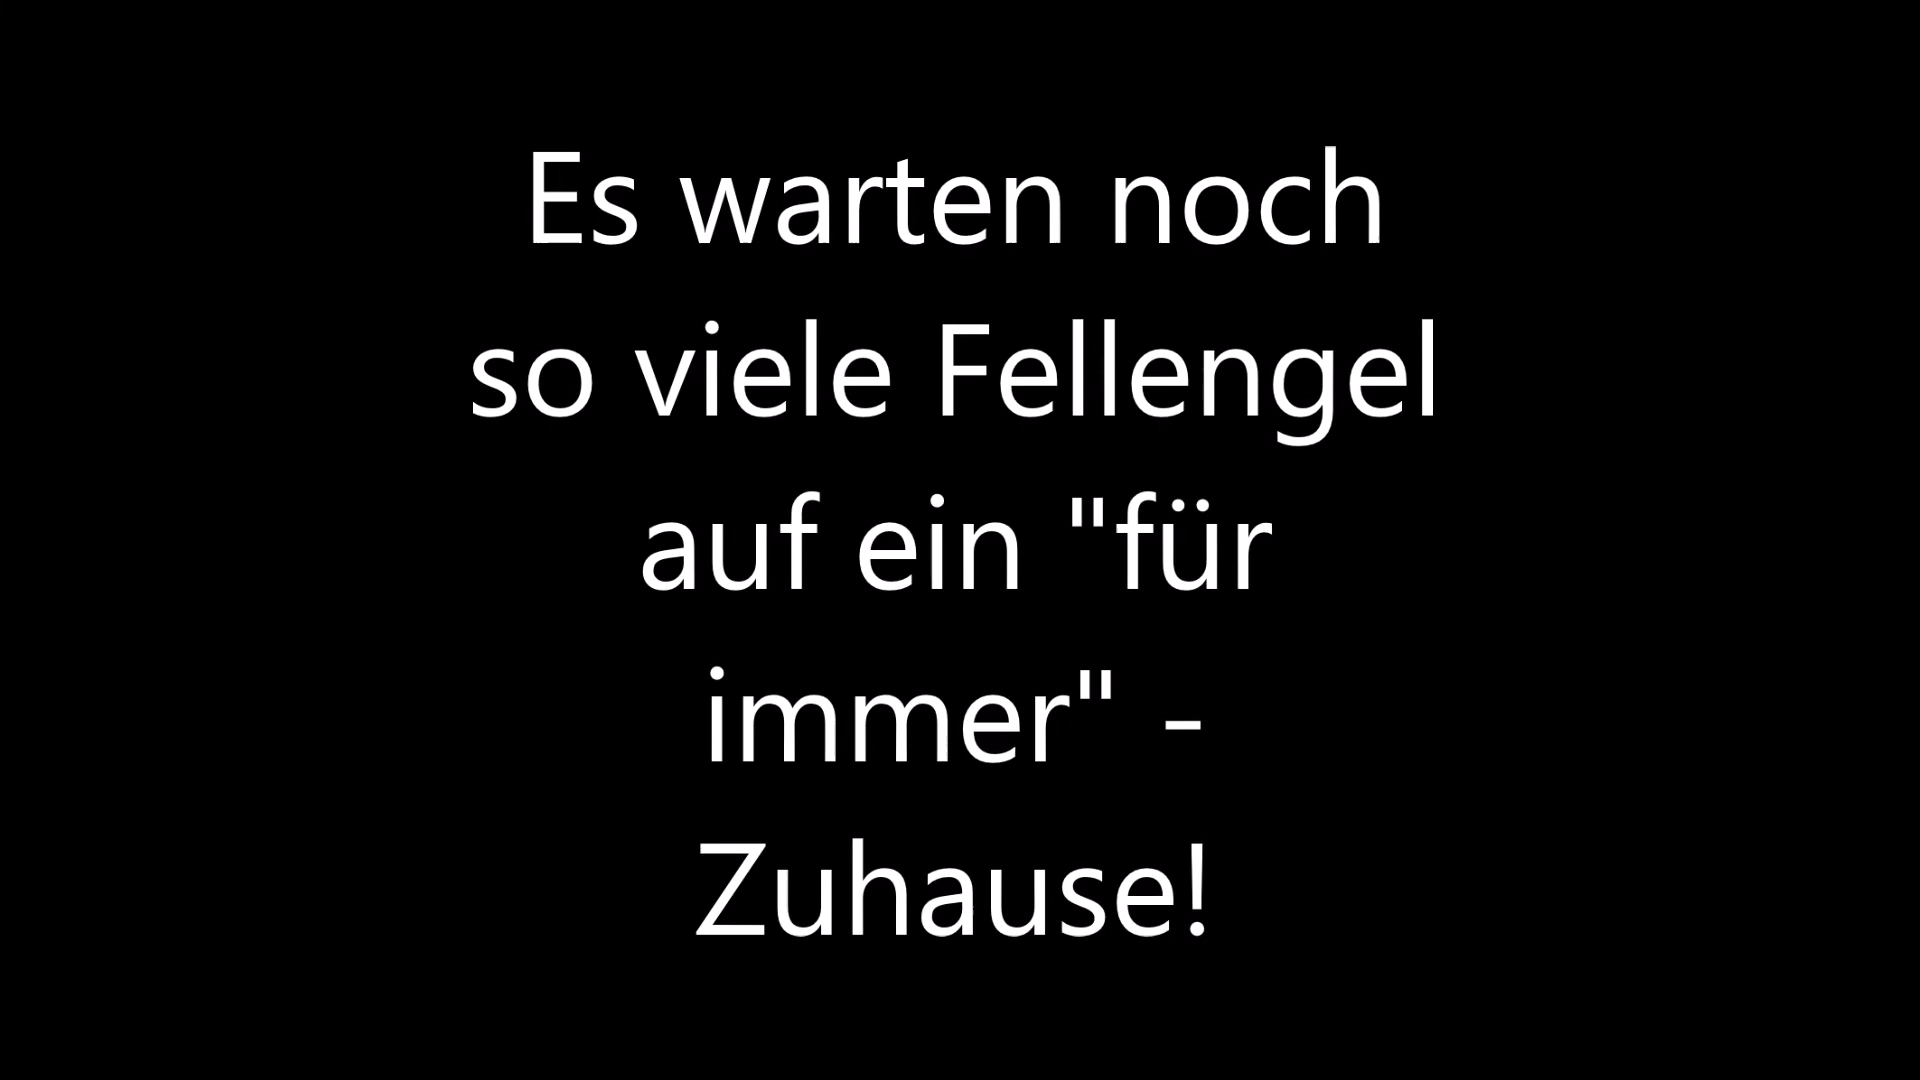 Es warten noch
so viele Fellengel
auf ein "für
immer" -
Zuhause!